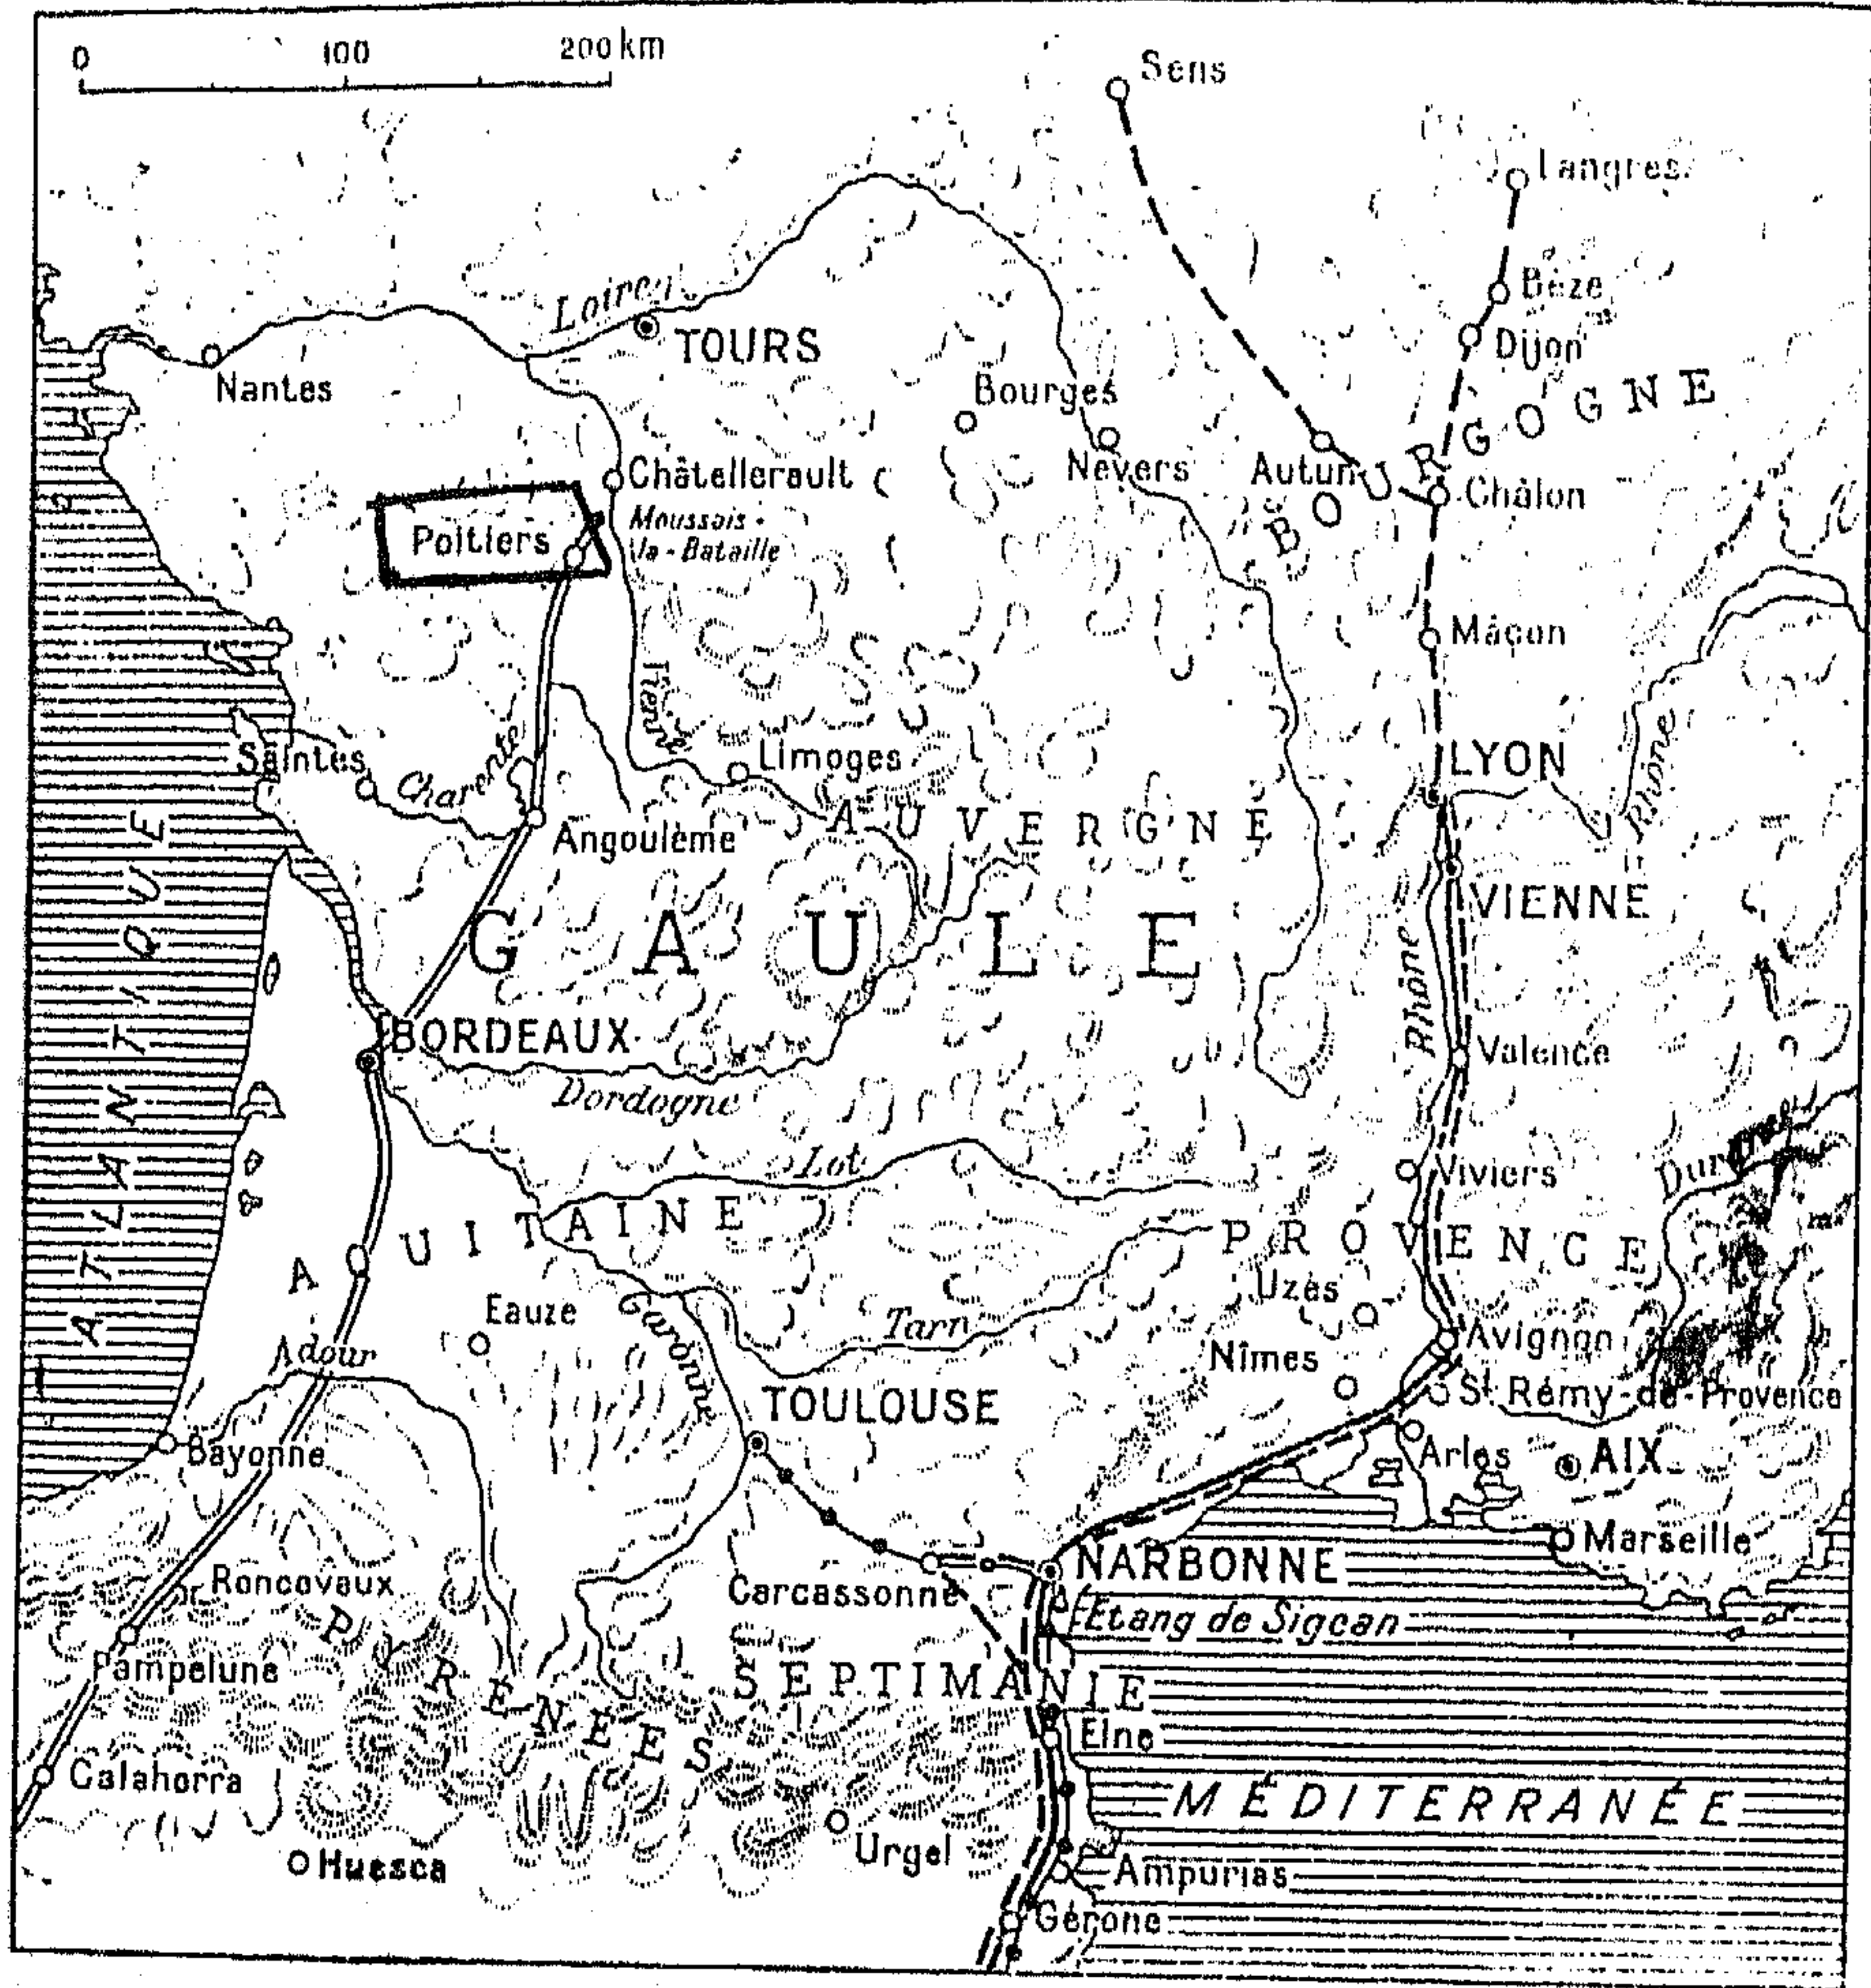 0 100 200 km
Sens
Langres
Bèze
Dijon
Loire
TOURS
Nantes
Bourges
Nevers
Autun
BOURGOGNE
Châlon
Châtellerault
Moussais-
la-Bataille
Poitiers
Mâcon
Vienne
LYON
Rhône
Saintes
Charente
Limoges
Angoulême
AUVERGNE
VIENNE
GAULE
Rhône
ATLANTIQUE
BORDEAUX
Valence
Dordogne
Lot
Viviers
Durance
AQUITAINE
PROVENCE
Uzès
Eauze
Garonne
Tarn
Avignon
Nîmes
Adour
St Rémy-de-Provence
TOULOUSE
Arles
AIX
Bayonne
Marseille
NARBONNE
Roncevaux
Carcassonne
Étang de Sigean
Pampelune
PYRENÉES
SEPTIMANIE
Elne
Calahorra
MÉDITERRANÉE
Urgel
Huesca
Ampurias
Gérone